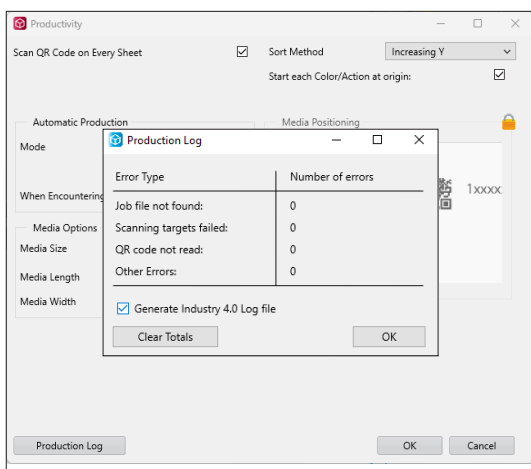 Productivity
Scan QR Code on Every Sheet
Sort Method Increasing Y
Start each Color/Action at origin:
Automatic Production
Media Positioning
Mode
When Encountering
1xxxx
Media Options
Media Size
Media Length
Media Width
Production Log
Error Type Number of errors
Job file not found: 0
Scanning targets failed: 0
QR code not read: 0
Other Errors: 0
Generate Industry 4.0 Log file
Clear Totals OK
Production Log OK Cancel